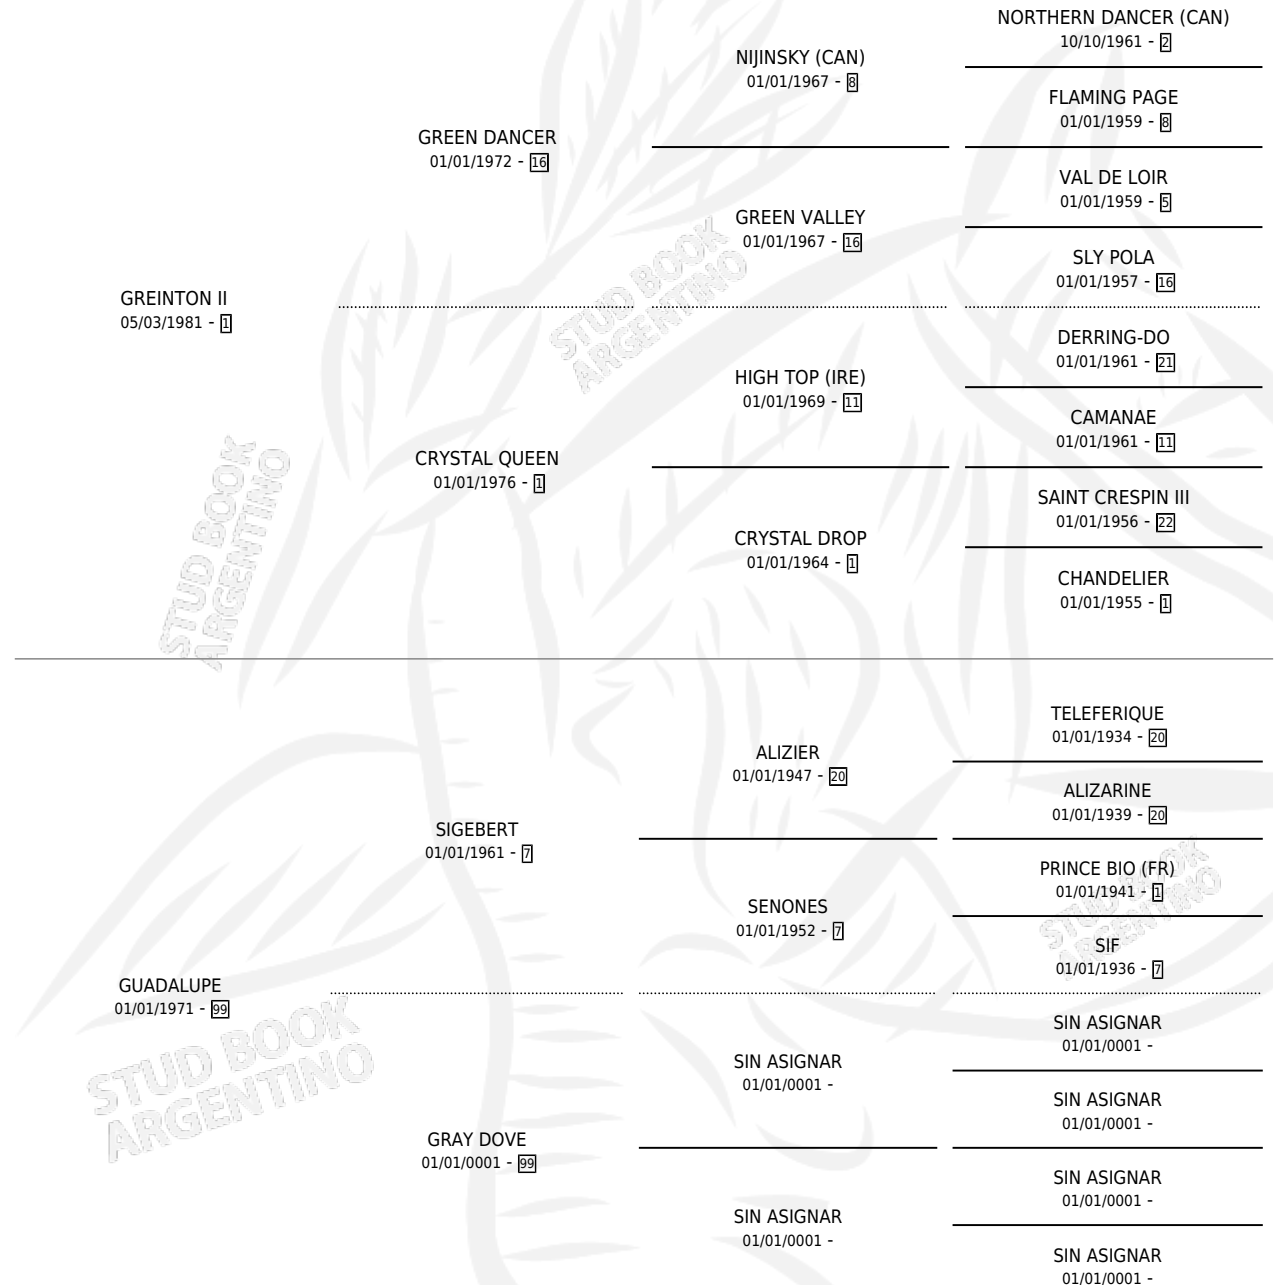 NORTHERN DANCER (CAN)
10/10/1961 - 2
NIJINSKY (CAN)
01/01/1967 - 8
FLAMING PAGE
01/01/1959 - 8
GREEN DANCER
01/01/1972 - 16
VAL DE LOIR
01/01/1959 - 5
GREEN VALLEY
01/01/1967 - 16
SLY POLA
01/01/1957 - 16
GREINTON II
05/03/1981 - 1
STUD BOOK
ARGENTINO
DERRING-DO
01/01/1961 - 21
HIGH TOP (IRE)
01/01/1969 - 11
CAMANAE
01/01/1961 - 11
CRYSTAL QUEEN
01/01/1976 - 1
SAINT CRESPIN III
01/01/1956 - 22
CRYSTAL DROP
01/01/1964 - 1
CHANDELIER
01/01/1955 - 1
STUD BOOK
ARGENTINO
TELEFERIQUE
01/01/1934 - 20
ALIZIER
01/01/1947 - 20
ALIZARINE
01/01/1939 - 20
SIGEBERT
01/01/1961 - 7
PRINCE BIO (FR)
01/01/1941 - 1
SENONES
01/01/1952 - 7
STUD BOOK
ARGENTINO
SIF
01/01/1936 - 7
GUADALUPE
01/01/1971 - 99
SIN ASIGNAR
01/01/0001 -
SIN ASIGNAR
01/01/0001 -
STUD BOOK
ARGENTINO
SIN ASIGNAR
01/01/0001 -
GRAY DOVE
01/01/0001 - 99
SIN ASIGNAR
01/01/0001 -
SIN ASIGNAR
01/01/0001 -
SIN ASIGNAR
01/01/0001 -